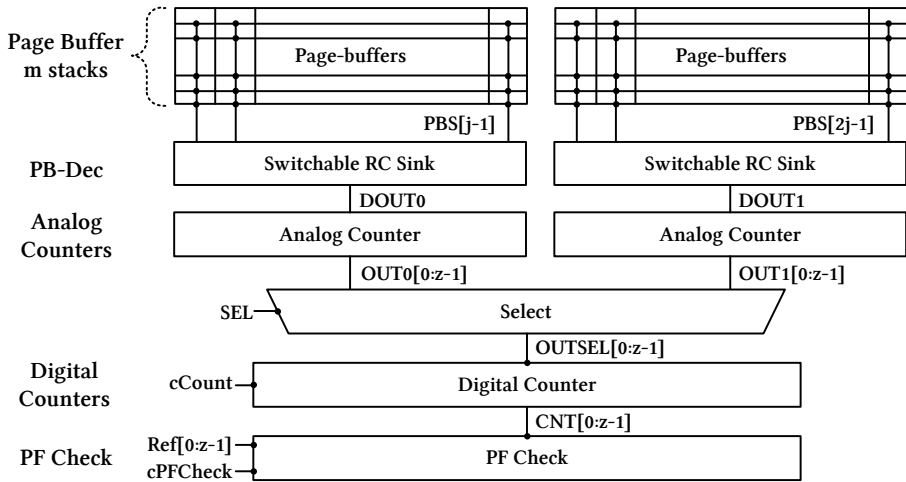 Page Buffer
m stacks
Page-buffers
Page-buffers
PBS[j-1]
PBS[2j-1]
PB-Dec
Switchable RC Sink
Switchable RC Sink
DOUT0
DOUT1
Analog
Counters
Analog Counter
Analog Counter
OUT0[0:z-1]
OUT1[0:z-1]
SEL
Select
OUTSEL[0:z-1]
Digital
Counters
cCount
Digital Counter
CNT[0:z-1]
PF Check
Ref[0:z-1]
cPFCheck
PF Check